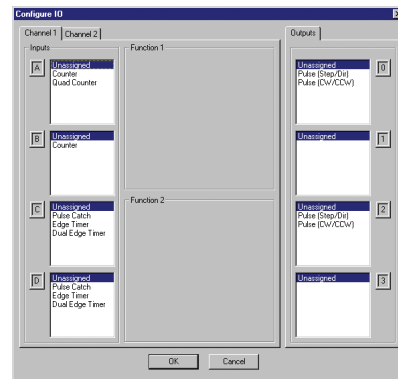 Configure IO
Channel 1 Channel 2
Outputs
Inputs
Function 1
A
Unassigned
Counter
Quad Counter
B
Unassigned
Counter
C
Unassigned
Pulse Catch
Edge Timer
Dual Edge Timer
D
Unassigned
Pulse Catch
Edge Timer
Dual Edge Timer
Function 2
Unassigned
Pulse (Step/Dir)
Pulse (CW/CCW)
0
Unassigned
1
Unassigned
Pulse (Step/Dir)
Pulse (CW/CCW)
2
Unassigned
3
OK
Cancel